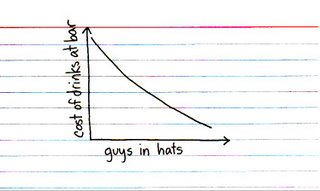 cost of drinks at bar
guys in hats